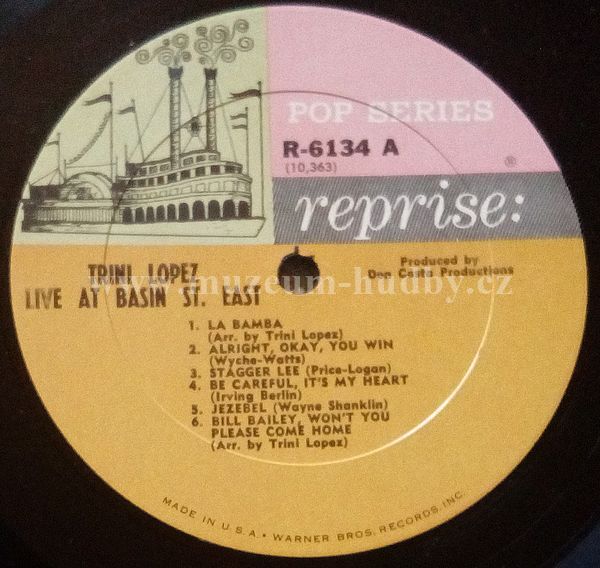 POP SERIES
R-6134 A
(10,363)
®
reprise:
TRINI LOPEZ
LIVE AT BASIN ST. EAST
Produced by
Don Costa Productions
www.muzeum-hudby.cz
1. LA BAMBA
(Arr. by Trini Lopez)
2. ALRIGHT, OKAY, YOU WIN
(Wyche-Watts)
3. STAGGER LEE (Price-Logan)
4. BE CAREFUL, IT'S MY HEART
(Irving Berlin)
5. JEZEBEL (Wayne Shanklin)
6. BILL BAILEY, WON'T YOU
PLEASE COME HOME
(Arr. by Trini Lopez)
MADE IN U.S.A. • WARNER BROS. RECORDS, INC.